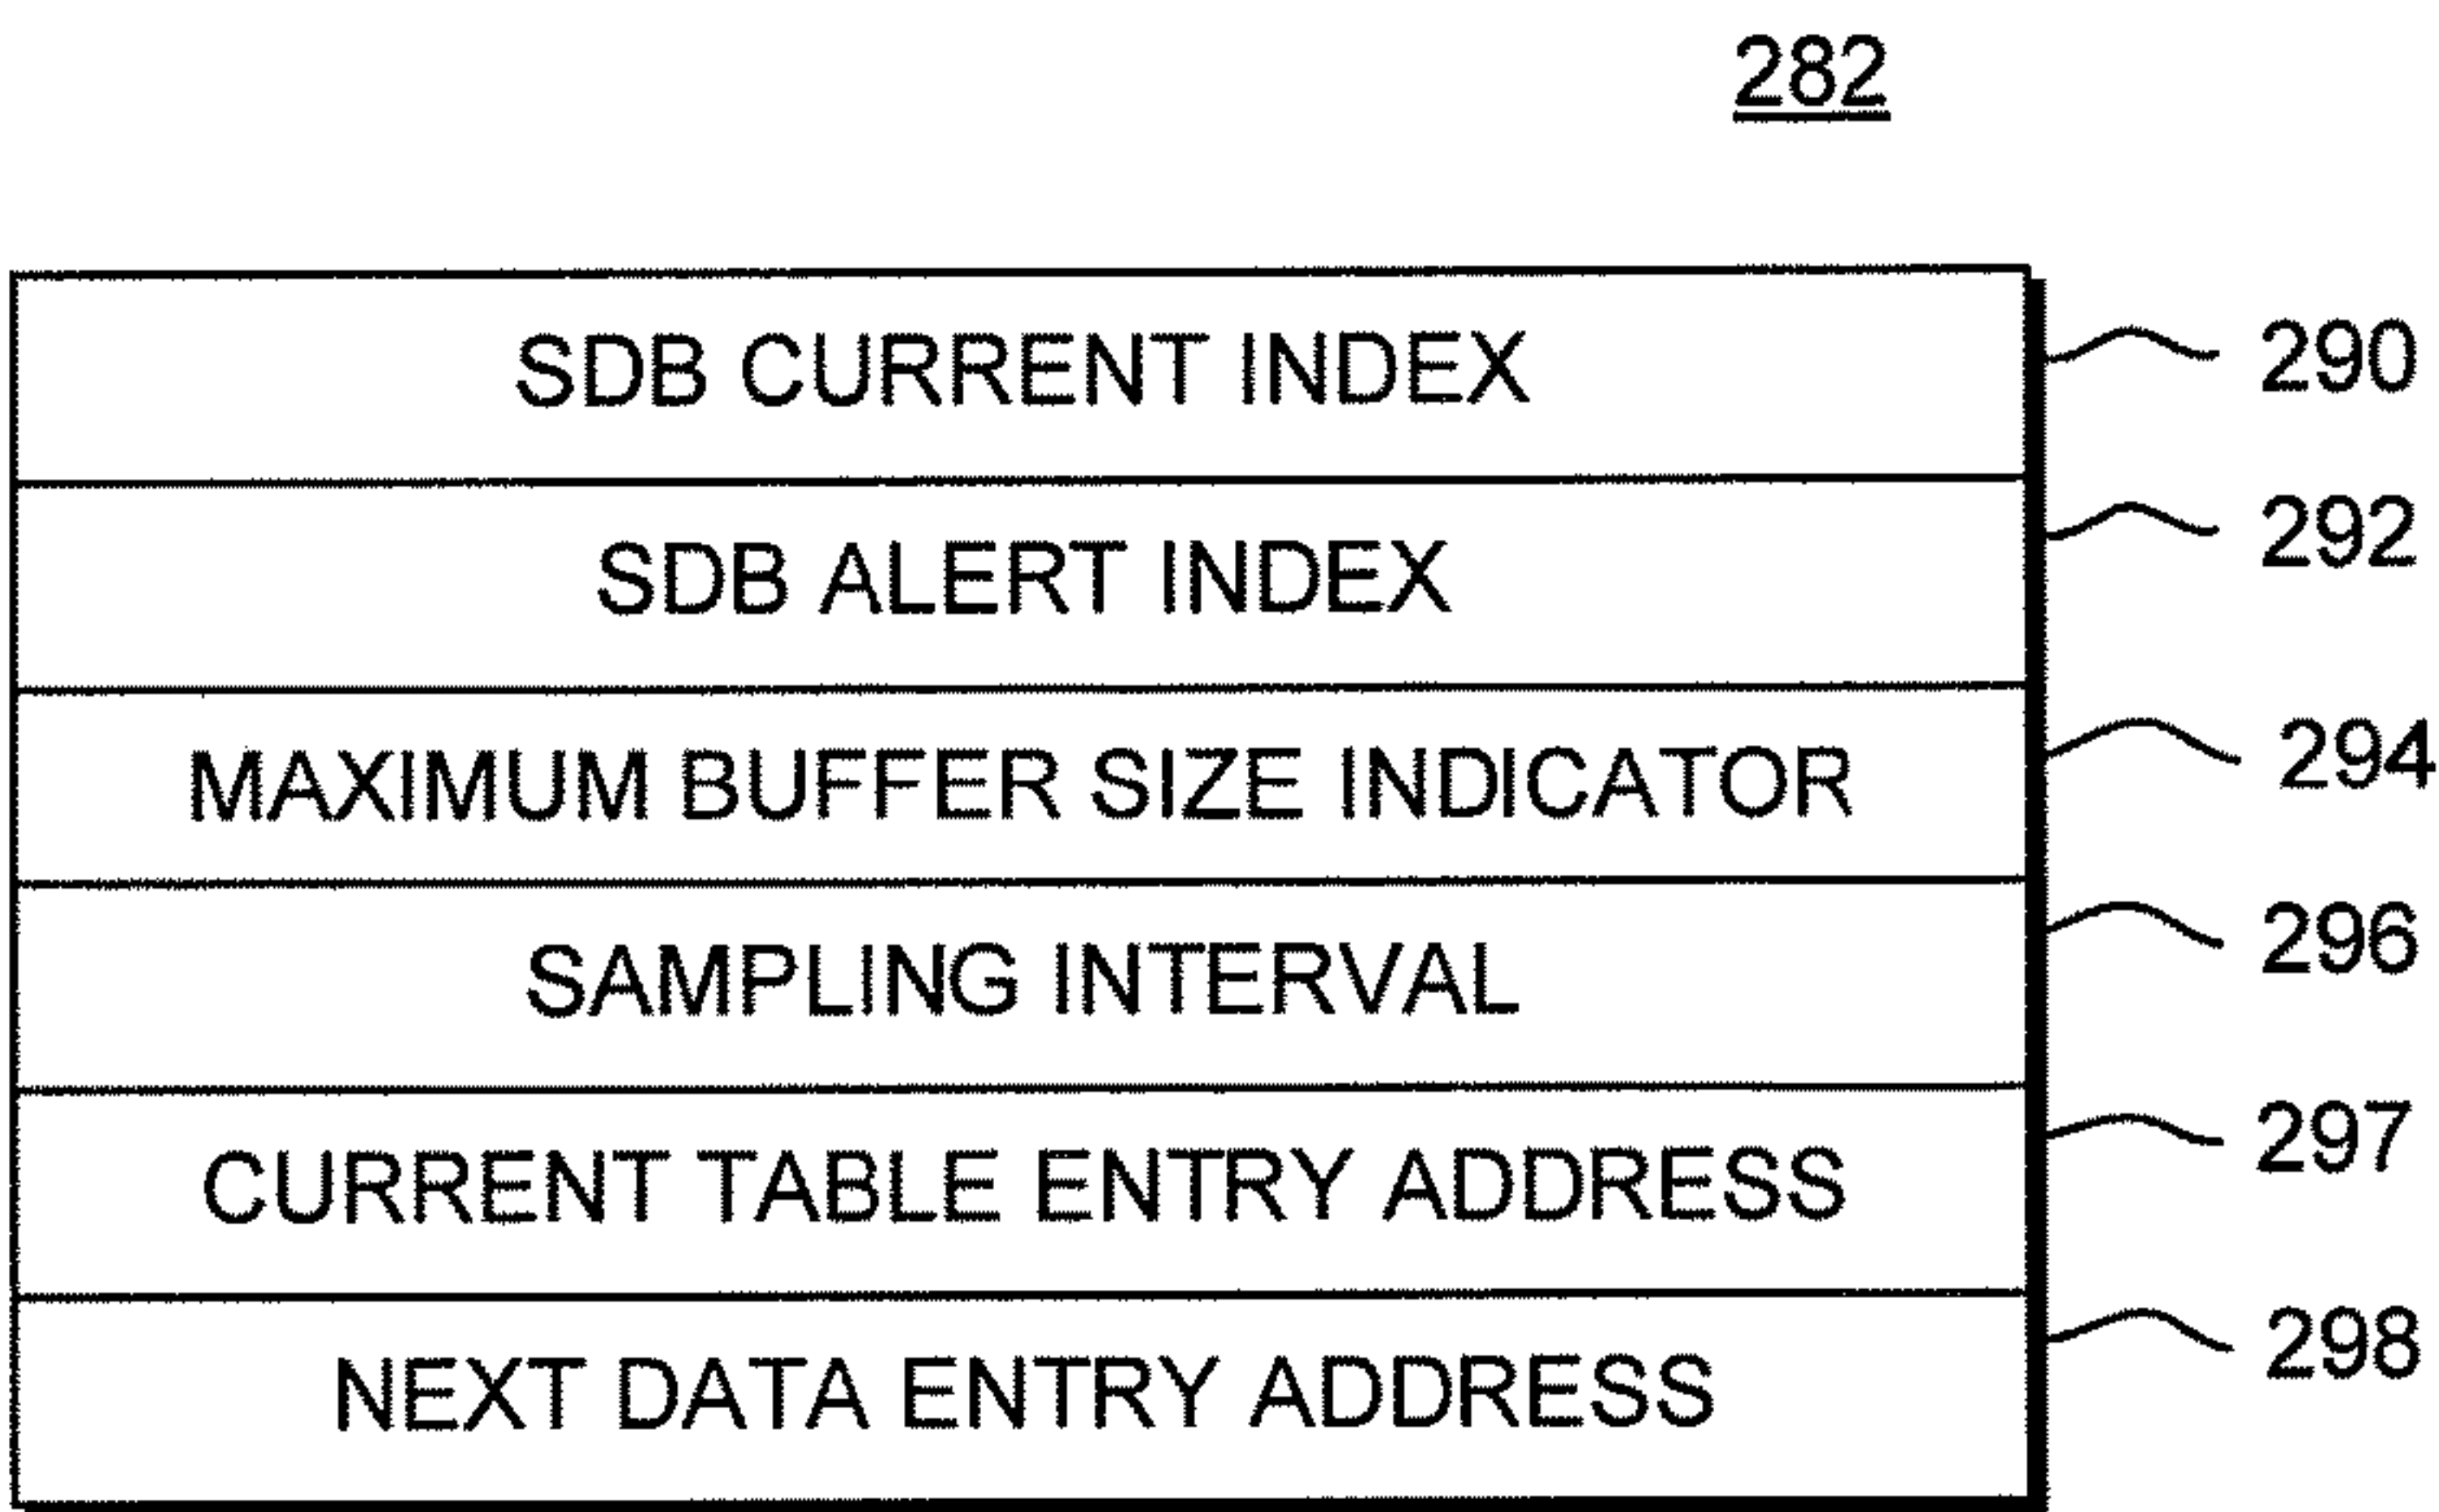 282
SDB CURRENT INDEX 290
SDB ALERT INDEX 292
MAXIMUM BUFFER SIZE INDICATOR 294
SAMPLING INTERVAL 296
CURRENT TABLE ENTRY ADDRESS 297
NEXT DATA ENTRY ADDRESS 298